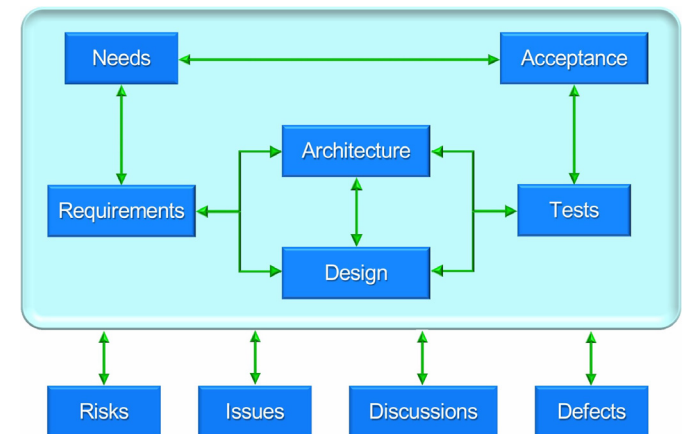 Needs
Acceptance
Architecture
Requirements
Tests
Design
Risks
Issues
Discussions
Defects